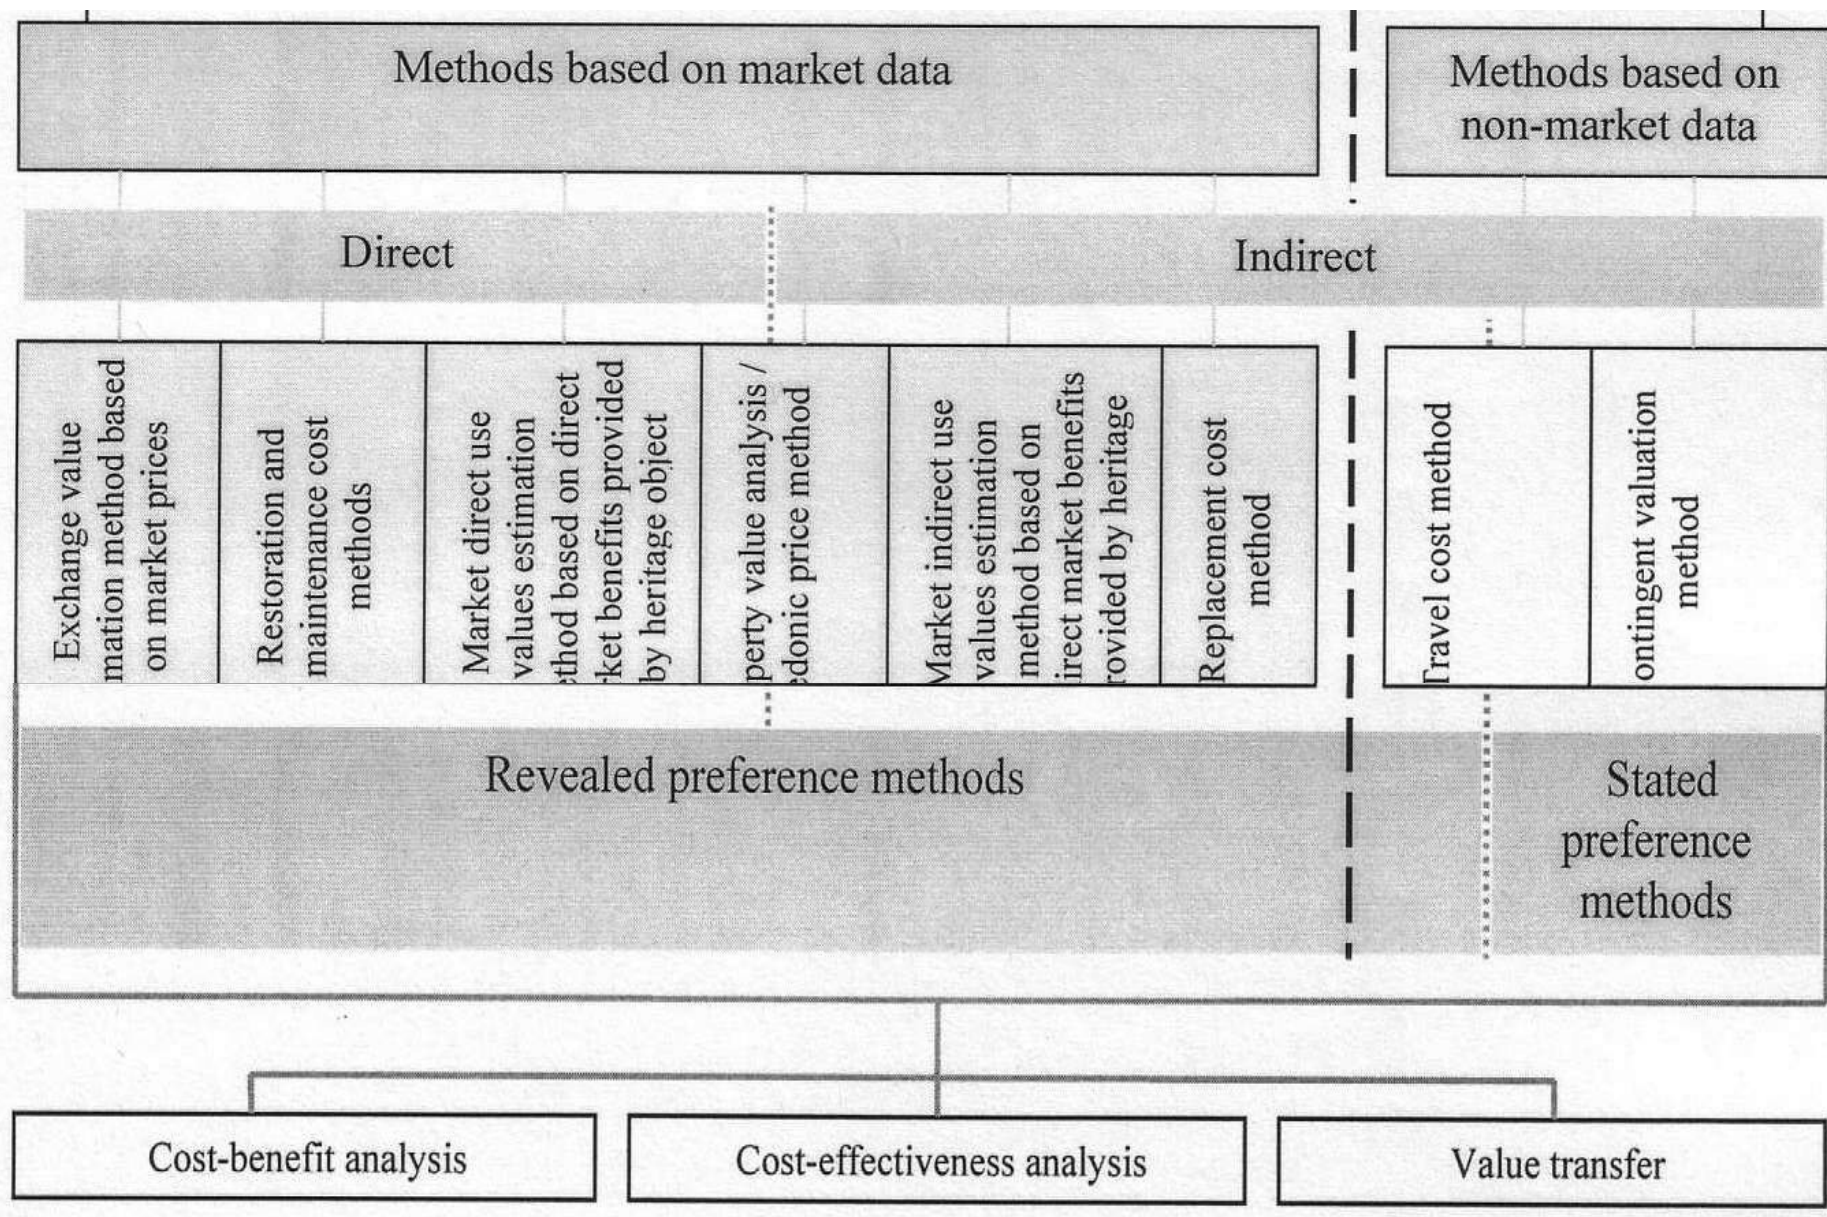 Methods based on market data
Methods based on
non-market data
Direct
Indirect
Exchange value
mation method based
on market prices
Restoration and
maintenance cost
methods
Market direct use
values estimation
ethod based on direct
ket benefits provided
by heritage object
perty value analysis /
edonic price method
Market indirect use
values estimation
method based on
irect market benefits
rovided by heritage
Replacement cost
method
Travel cost method
ontingent valuation
method
Revealed preference methods
Stated
preference
methods
Cost-benefit analysis
Cost-effectiveness analysis
Value transfer